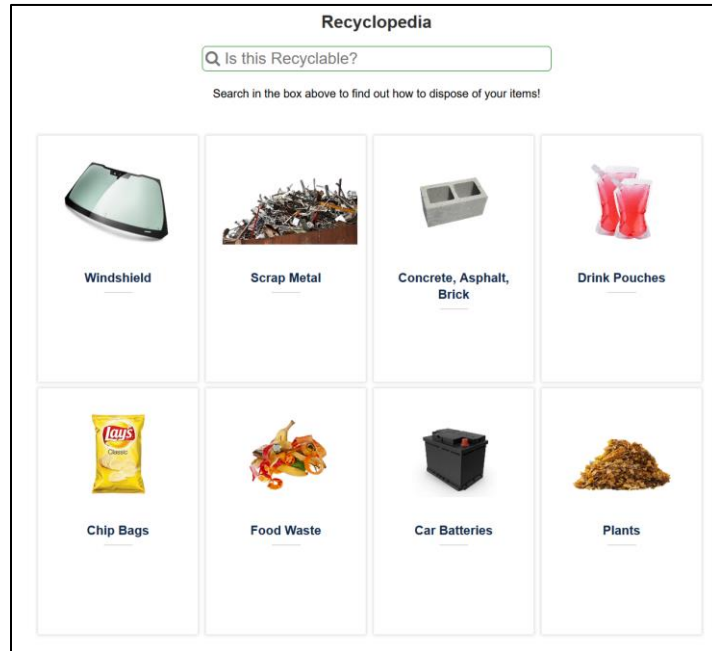 Recyclopedia
Is this Recyclable?
Search in the box above to find out how to dispose of your items!
Windshield
Scrap Metal
Concrete, Asphalt,
Brick
Drink Pouches
Lay's
Classic
Chip Bags
Food Waste
Car Batteries
Plants